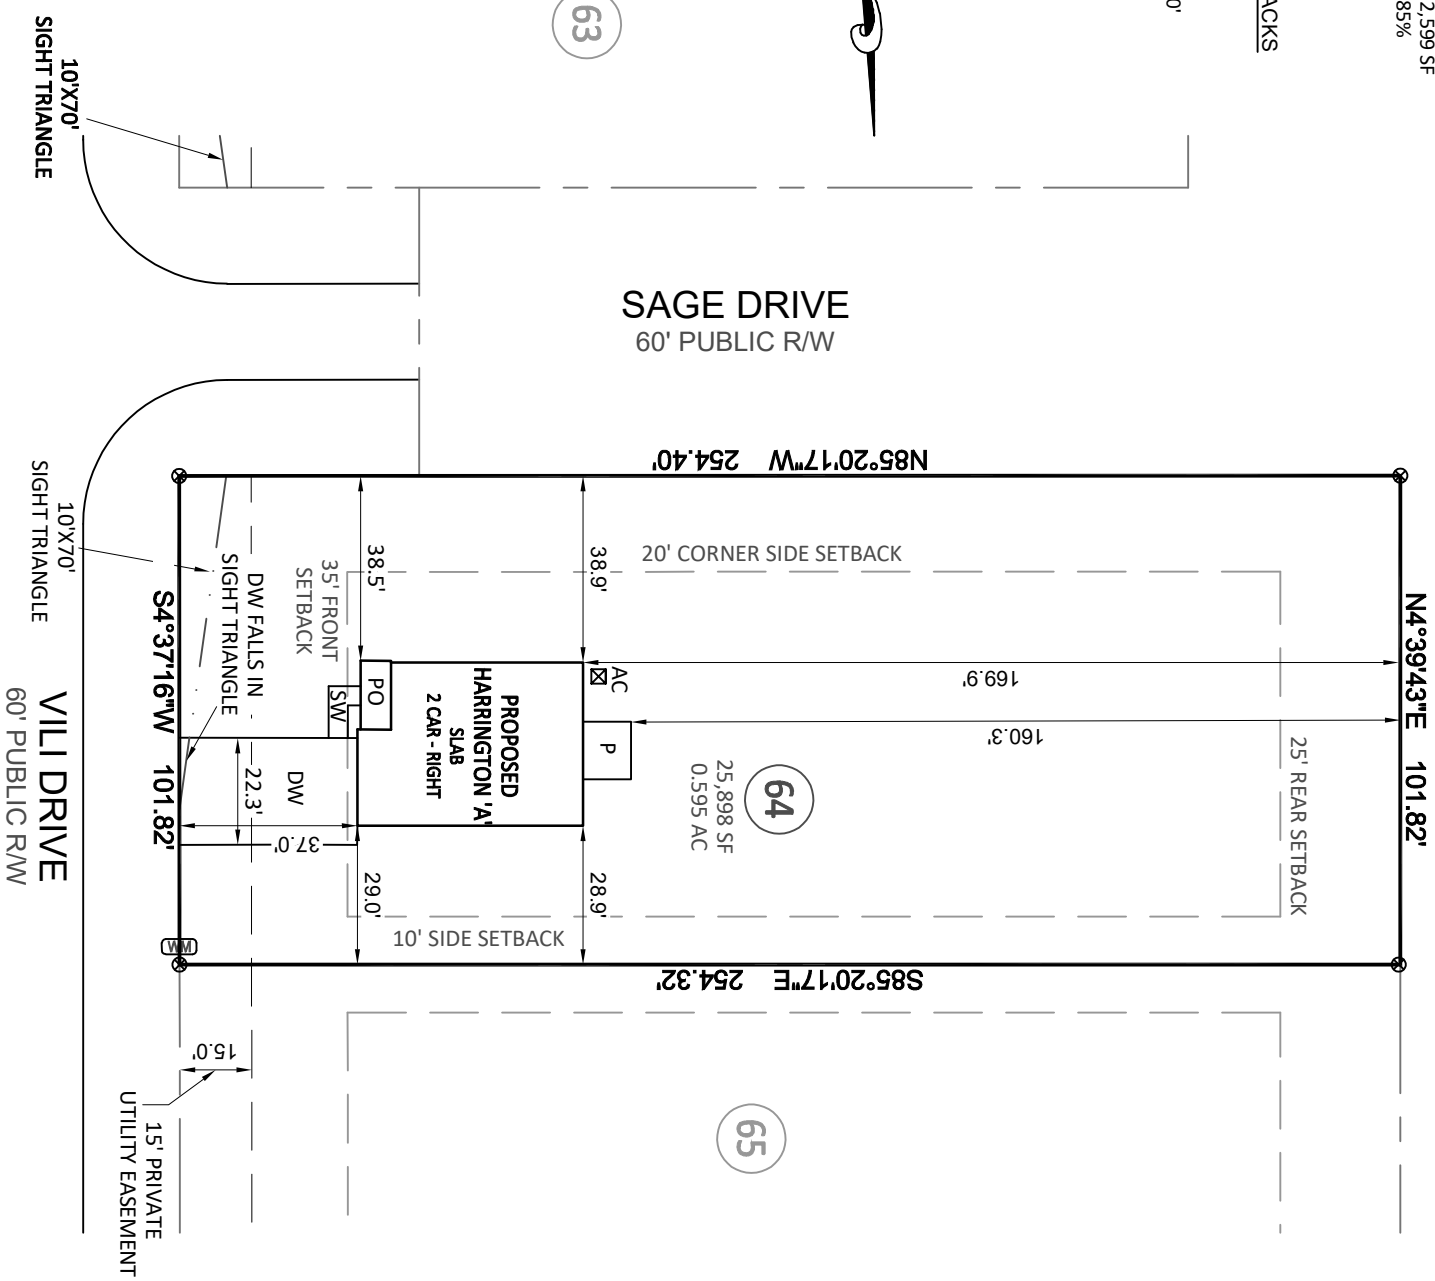 2,599 SF
85%
ACKS
0'
63
10'X70'
SIGHT TRIANGLE
SAGE DRIVE
60' PUBLIC R/W
N85°20'17"W 254.40'
10'X70'
SIGHT TRIANGLE
DW FALLS IN
SIGHT TRIANGLE
35' FRONT
SETBACK
38.5'
38.9'
20' CORNER SIDE SETBACK
N4°39'43"E 101.82'
S4°37'16"W 101.82'
VILI DRIVE
60' PUBLIC R/W
AC
169.9'
160.3'
PO
SW
P
PROPOSED
HARRINGTON 'A'
SLAB
2 CAR - RIGHT
64
25,898 SF
0.595 AC
25' REAR SETBACK
DW
22.3'
37.0'
29.0'
28.9'
10' SIDE SETBACK
WM
S85°20'17"E 254.32'
15.0'
15' PRIVATE
UTILITY EASEMENT
65